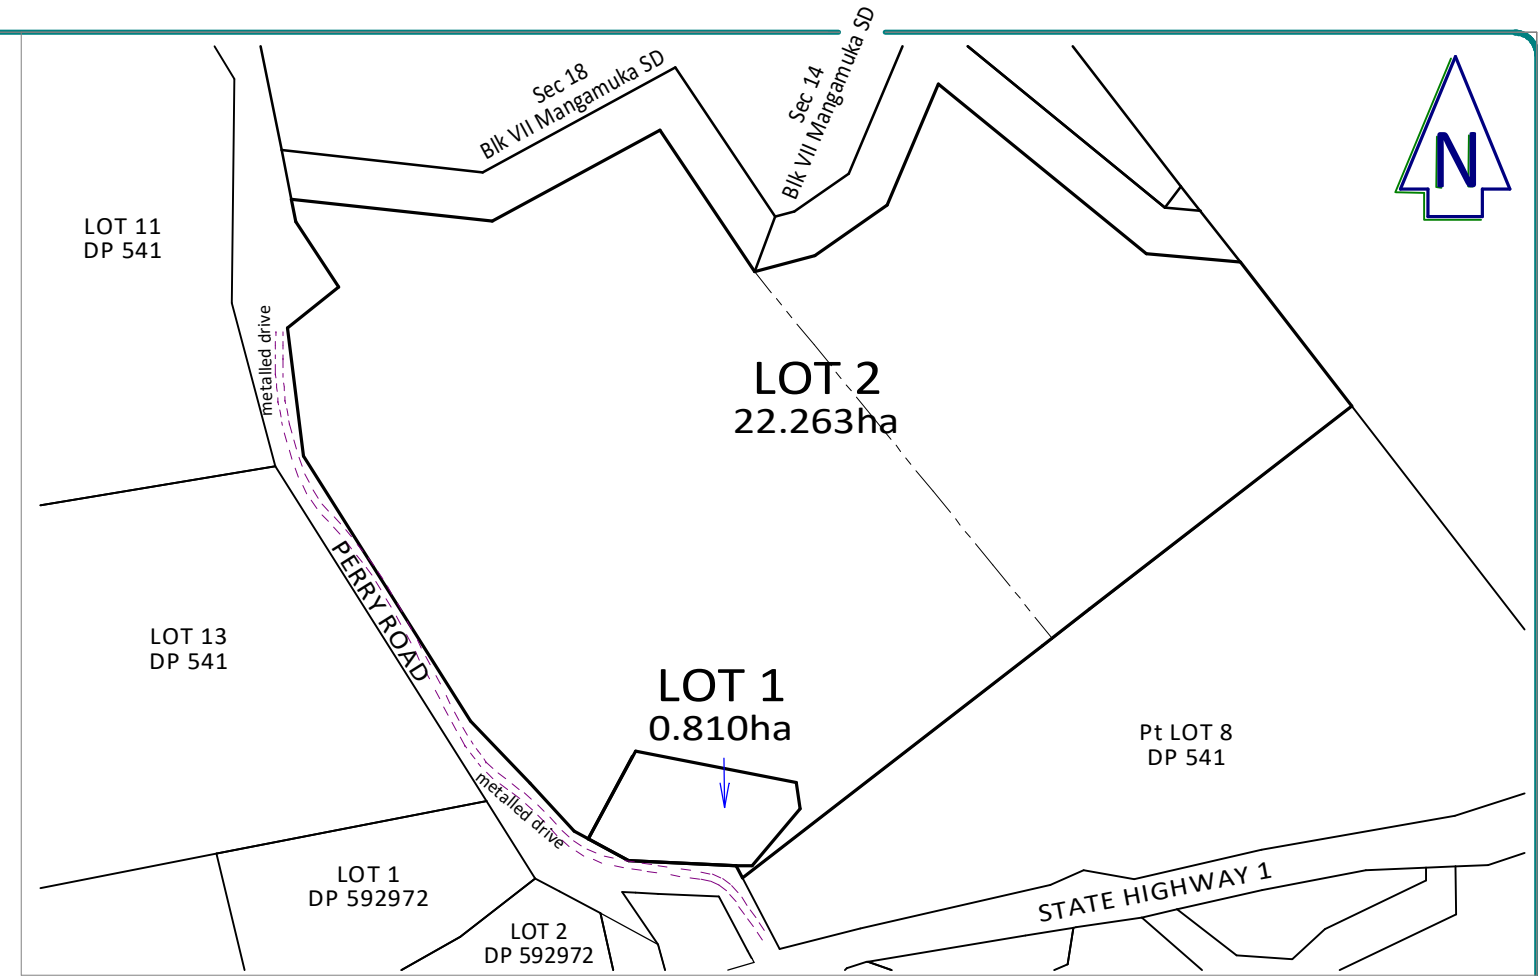 Sec 18
Blk VII Mangamuka SD
Sec 14
Blk VII Mangamuka SD
N
LOT 11
DP 541
metalled drive
LOT 2
22.263ha
PERRY ROAD
LOT 13
DP 541
LOT 1
0.810ha
Pt LOT 8
DP 541
metalled drive
LOT 1
DP 592972
STATE HIGHWAY 1
LOT 2
DP 592972